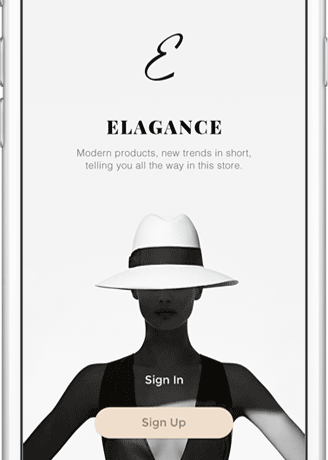 E
ELAGANCE
Modern products, new trends in short,
telling you all the way in this store.
Sign In
Sign Up